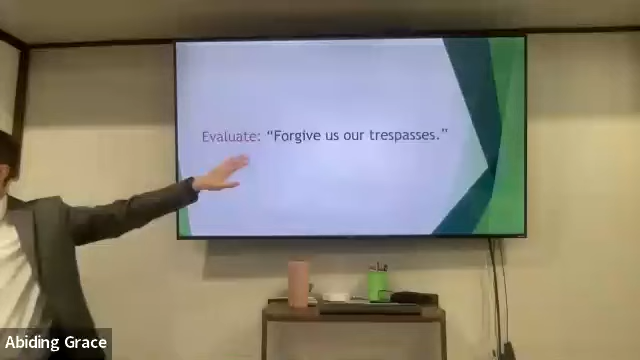 Evaluate: “Forgive us our trespasses.”
Abiding Grace